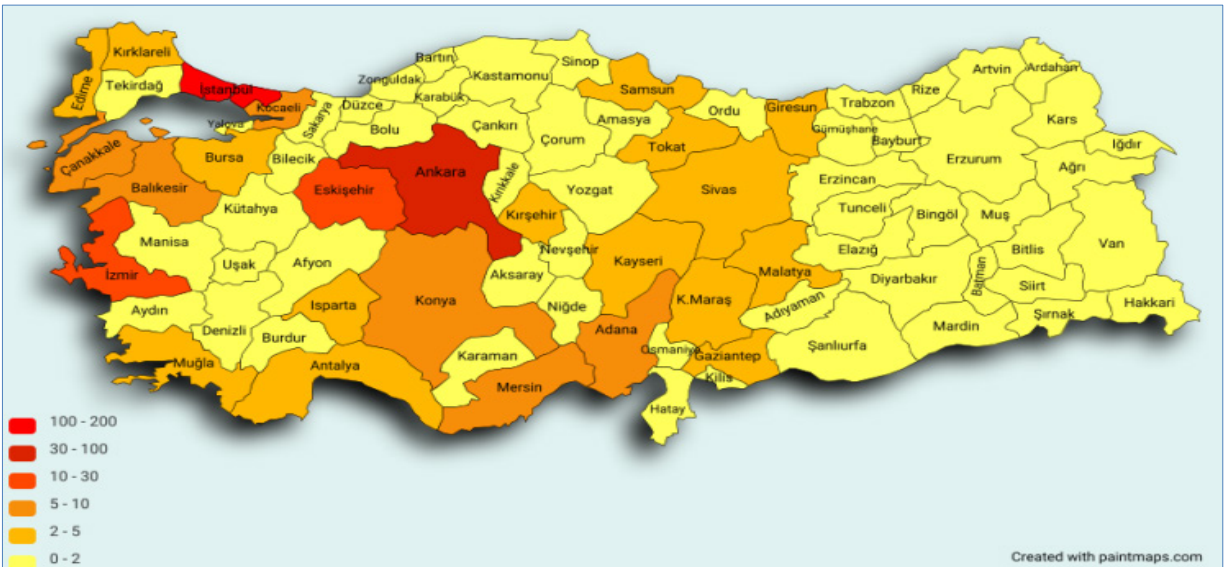 Kırklareli
Edirne
Tekirdağ
İstanbul
Kocaeli
Yalova
Sakarya
Düzce
Zonguldak
Bartın
Karabük
Kastamonu
Sinop
Samsun
Ordu
Giresun
Trabzon
Rize
Artvin
Ardahan
Kars
Iğdır
Çanakkale
Balıkesir
Bursa
Bilecik
Bolu
Çankırı
Çorum
Amasya
Tokat
Gümüşhane
Bayburt
Erzurum
Ağrı
Eskişehir
Ankara
Kırıkkale
Yozgat
Sivas
Erzincan
Kütahya
Kırşehir
Tunceli
Bingöl
Muş
Manisa
Uşak
Afyon
Nevşehir
Kayseri
Elazığ
Bitlis
Van
İzmir
Aksaray
Malatya
Diyarbakır
Batman
Siirt
Aydın
Isparta
Konya
Niğde
K.Maraş
Adıyaman
Şırnak
Hakkari
Denizli
Burdur
Adana
Mardin
Muğla
Antalya
Karaman
Osmaniye
Gaziantep
Şanlıurfa
Mersin
Kilis
Hatay
100 - 200
30 - 100
10 - 30
5 - 10
2 - 5
0 - 2
Created with paintmaps.com